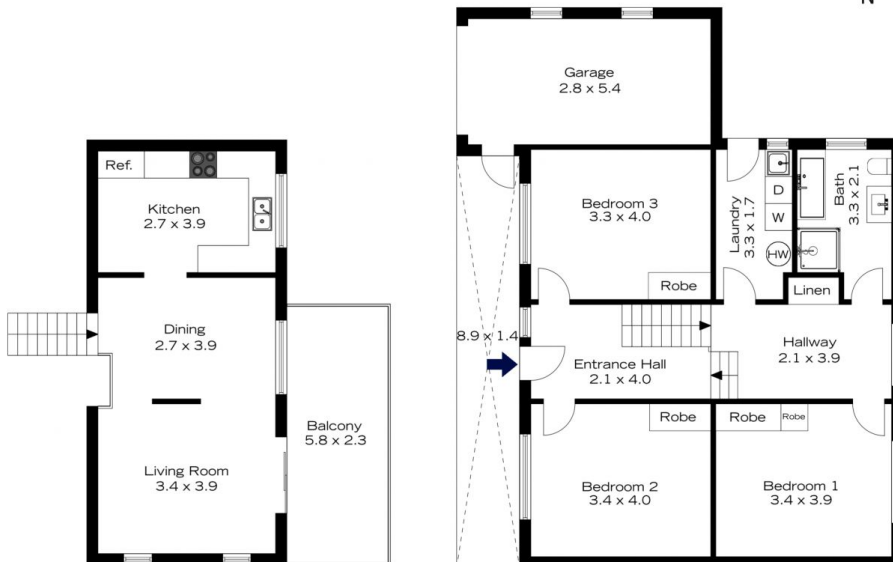 N
Garage
2.8 x 5.4
Ref.
Kitchen
2.7 x 3.9
Dining
2.7 x 3.9
Living Room
3.4 x 3.9
Balcony
5.8 x 2.3
Bedroom 3
3.3 x 4.0
Robe
Laundry
3.3 x 1.7
D
W
HW
Bath
3.3 x 2.1
Linen
8.9 x 1.4
Entrance Hall
2.1 x 4.0
Hallway
2.1 x 3.9
Robe
Bedroom 2
3.4 x 4.0
Robe
Robe
Bedroom 1
3.4 x 3.9